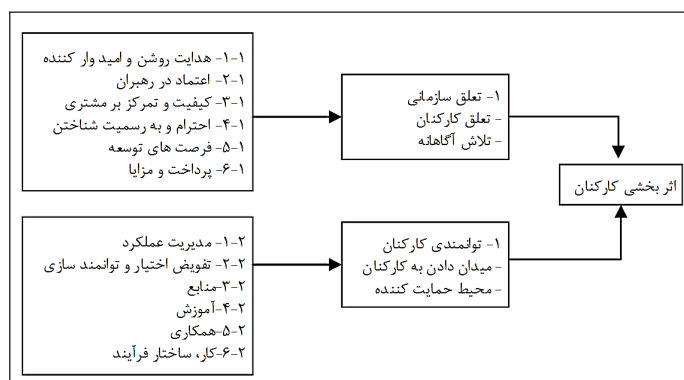 ۱-۱- هدایت روشن و امید وار کننده
۲-۱- اعتماد در رهبران
۳-۱- کیفیت و تمرکز بر مشتری
۴-۱- احترام و به رسمیت شناختن
۵-۱- فرصت های توسعه
۶-۱- پرداخت و مزایا
۱- تعلق سازمانی
- تعلق کارکنان
- تلاش آگاهانه
اثر بخشی کارکنان
۱-۲- مدیریت عملکرد
۲-۲- تفویض اختیار و توانمند سازی
۳-۲-منابع
۴-۲-آموزش
۵-۲-همکاری
۶-۲-کار، ساختار فرآیند
۱- توانمندی کارکنان
- میدان دادن به کارکنان
- محیط حمایت کننده